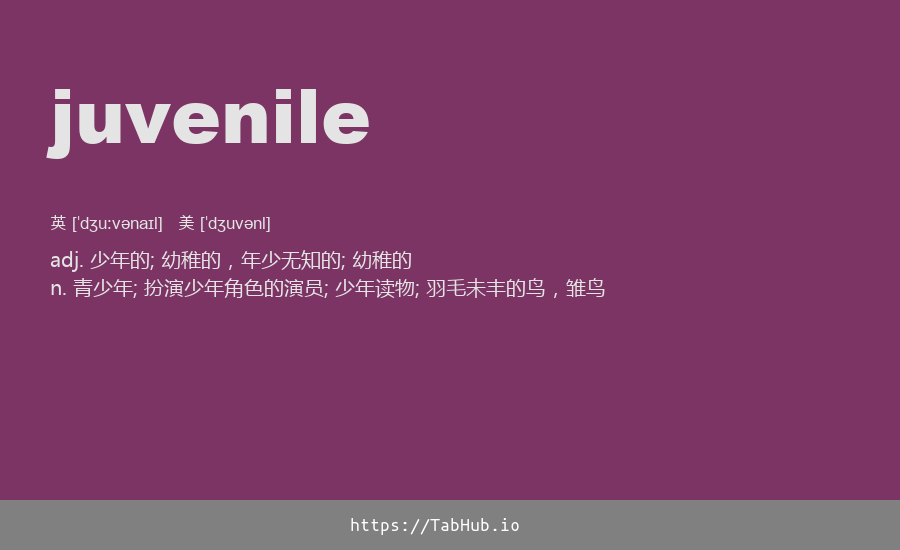 juvenile
英 [ˈdʒuːvənaɪl]   美 [ˈdʒuvənl]
adj. 少年的; 幼稚的，年少无知的; 幼稚的
n. 青少年; 扮演少年角色的演员; 少年读物; 羽毛未丰的鸟，雏鸟
https://TabHub.io